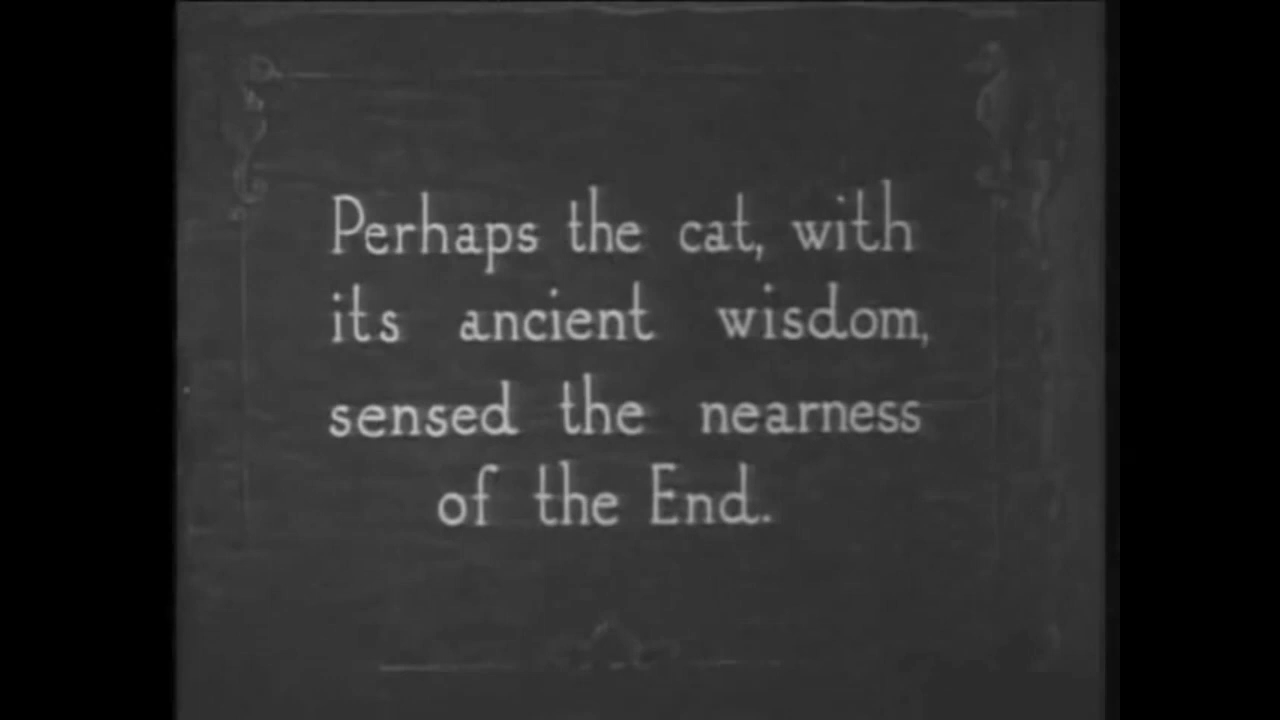 Perhaps the cat, with
its ancient wisdom,
sensed the nearness
of the End.